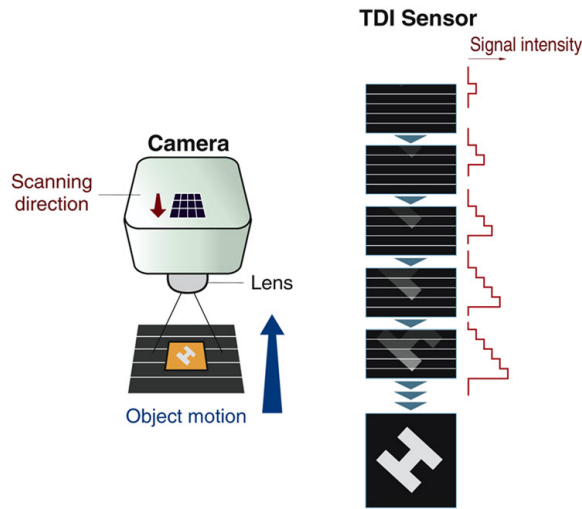 TDI Sensor
Signal intensity
Camera
Scanning
direction
Lens
H
Object motion
H